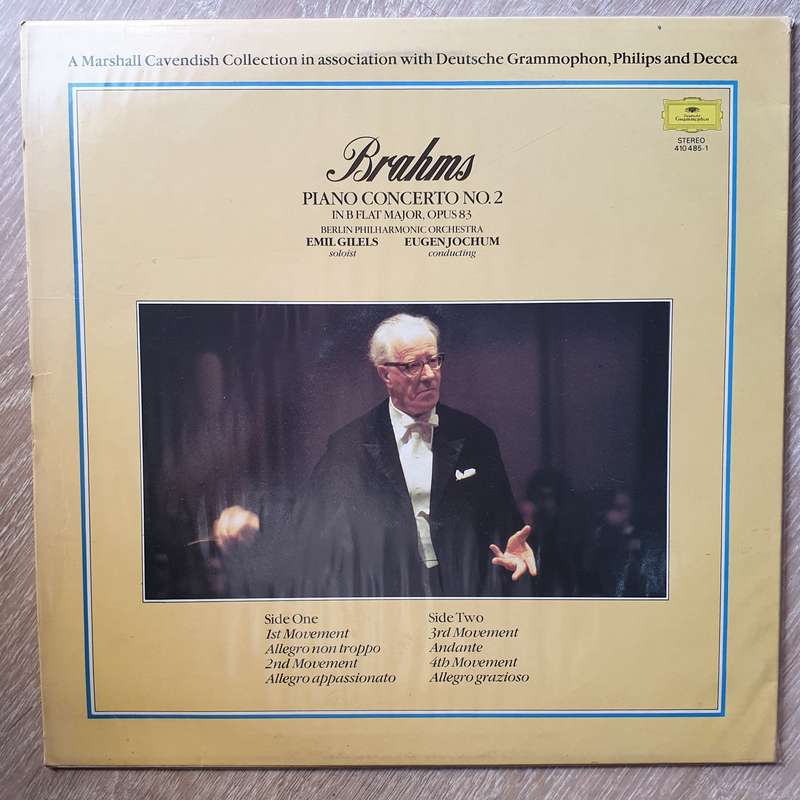 A Marshall Cavendish Collection in association with Deutsche Grammophon, Philips and Decca
Deutsche
Grammophon
STEREO
410 485-1
Brahms
PIANO CONCERTO NO. 2
IN B FLAT MAJOR, OPUS 83
BERLIN PHILHARMONIC ORCHESTRA
EMIL GILELS EUGEN JOCHUM
soloist conducting
Side One
1st Movement
Allegro non troppo
2nd Movement
Allegro appassionato
Side Two
3rd Movement
Andante
4th Movement
Allegro grazioso